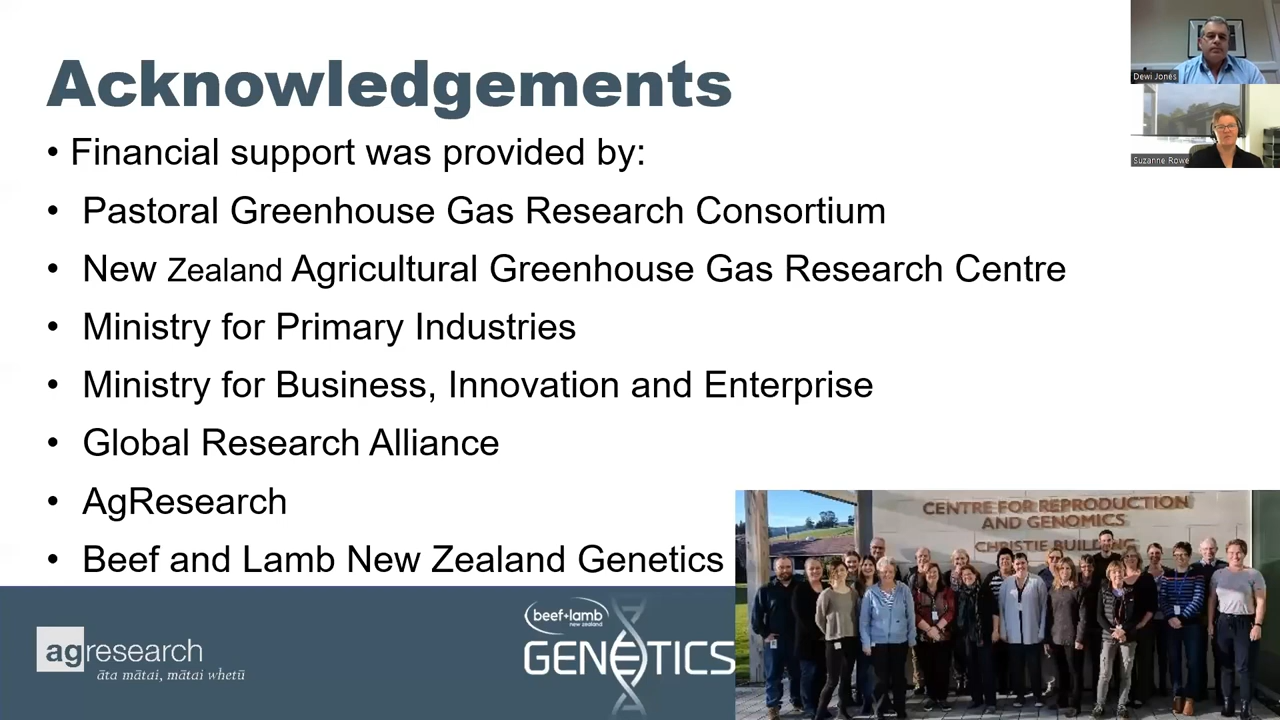 Acknowledgements
• Financial support was provided by:
• Pastoral Greenhouse Gas Research Consortium
• New Zealand Agricultural Greenhouse Gas Research Centre
• Ministry for Primary Industries
• Ministry for Business, Innovation and Enterprise
• Global Research Alliance
• AgResearch
• Beef and Lamb New Zealand Genetics
Dewi Jones
Suzanne Rowe
CENTRE FOR REPRODUCTION
AND GENOMICS
CHRISTIE BUILDING
agresearch
āta mātai, mātai whetū
beef+lamb
new zealand
GENETICS